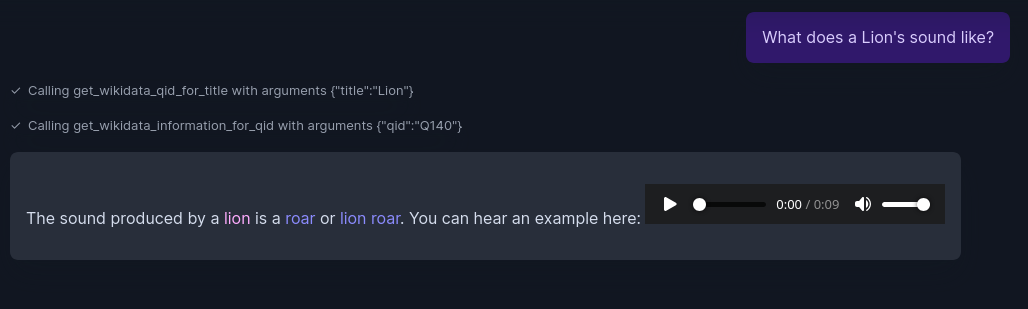 What does a Lion's sound like?
✓ Calling get_wikidata_qid_for_title with arguments {"title":"Lion"}
✓ Calling get_wikidata_information_for_qid with arguments {"qid":"Q140"}
The sound produced by a lion is a roar or lion roar. You can hear an example here: 0:00 / 0:09